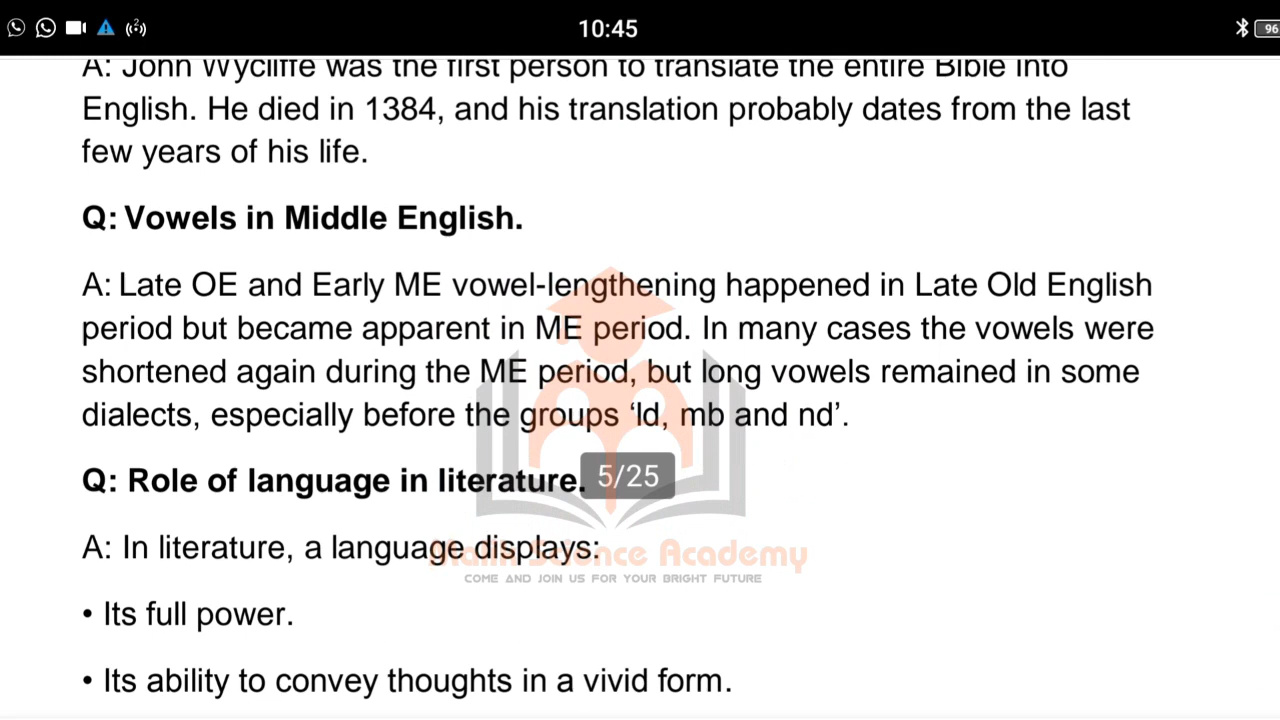 10:45
96
A: John Wycliffe was the first person to translate the entire Bible into
English. He died in 1384, and his translation probably dates from the last
few years of his life.
Q: Vowels in Middle English.
A: Late OE and Early ME vowel-lengthening happened in Late Old English
period but became apparent in ME period. In many cases the vowels were
shortened again during the ME period, but long vowels remained in some
dialects, especially before the groups ‘ld, mb and nd’.
Q: Role of language in literature.
5/25
A: In literature, a language displays:
Science Academy
COME AND JOIN US FOR YOUR BRIGHT FUTURE
• Its full power.
• Its ability to convey thoughts in a vivid form.